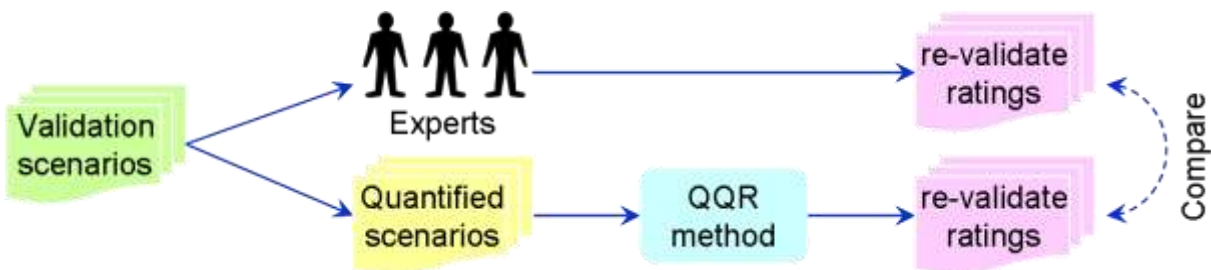 Validation
scenarios
Experts
re-validate
ratings
Quantified
scenarios
QQR
method
re-validate
ratings
Compare